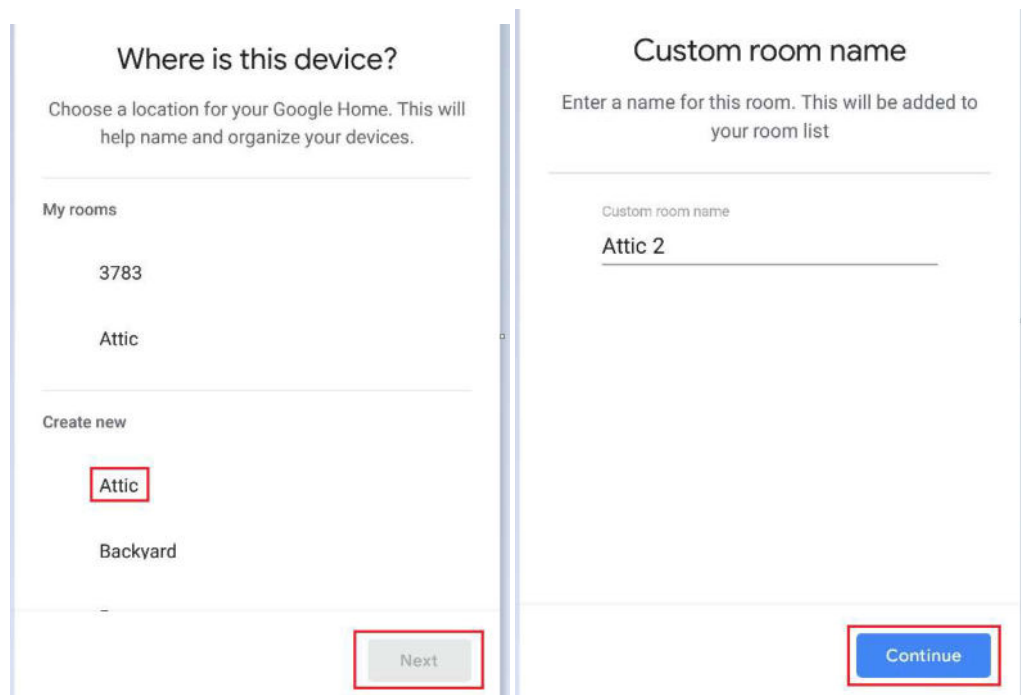 Where is this device?
Choose a location for your Google Home. This will
help name and organize your devices.
My rooms
3783
Attic
Create new
Attic
Backyard
Next
Custom room name
Enter a name for this room. This will be added to
your room list
Custom room name
Attic 2
Continue